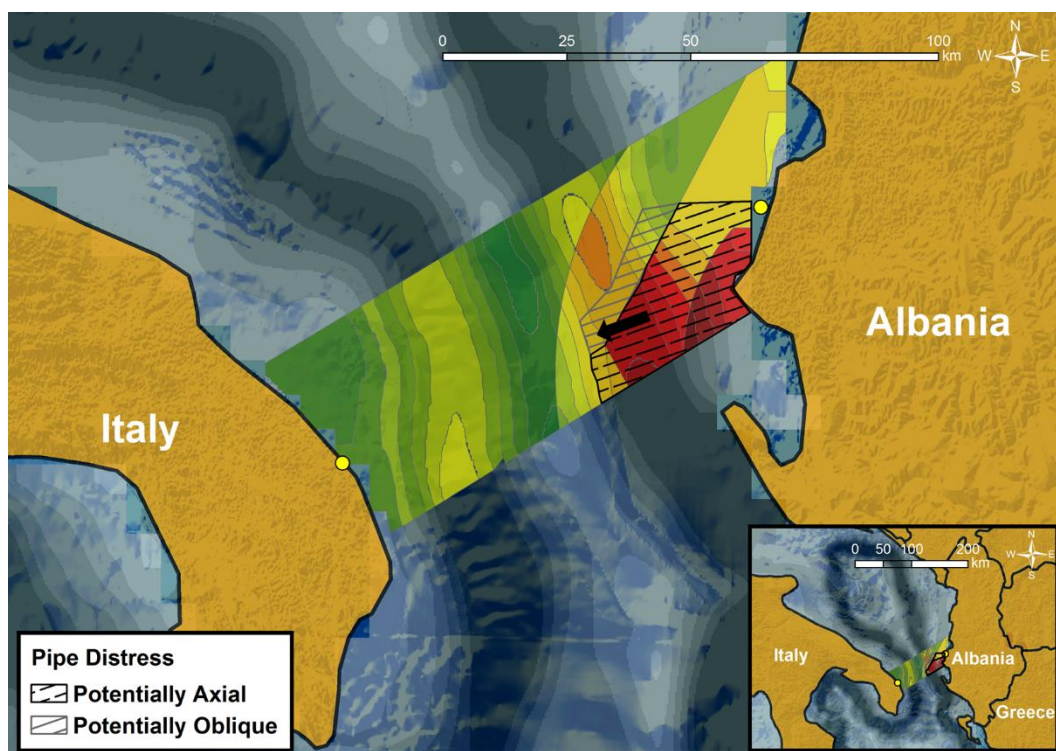 0 25 50 100
km
N
W E
S
Albania
Italy
Pipe Distress
Potentially Axial
Potentially Oblique
0 50 100 200
km
N
W E
S
Italy
Albania
Greece